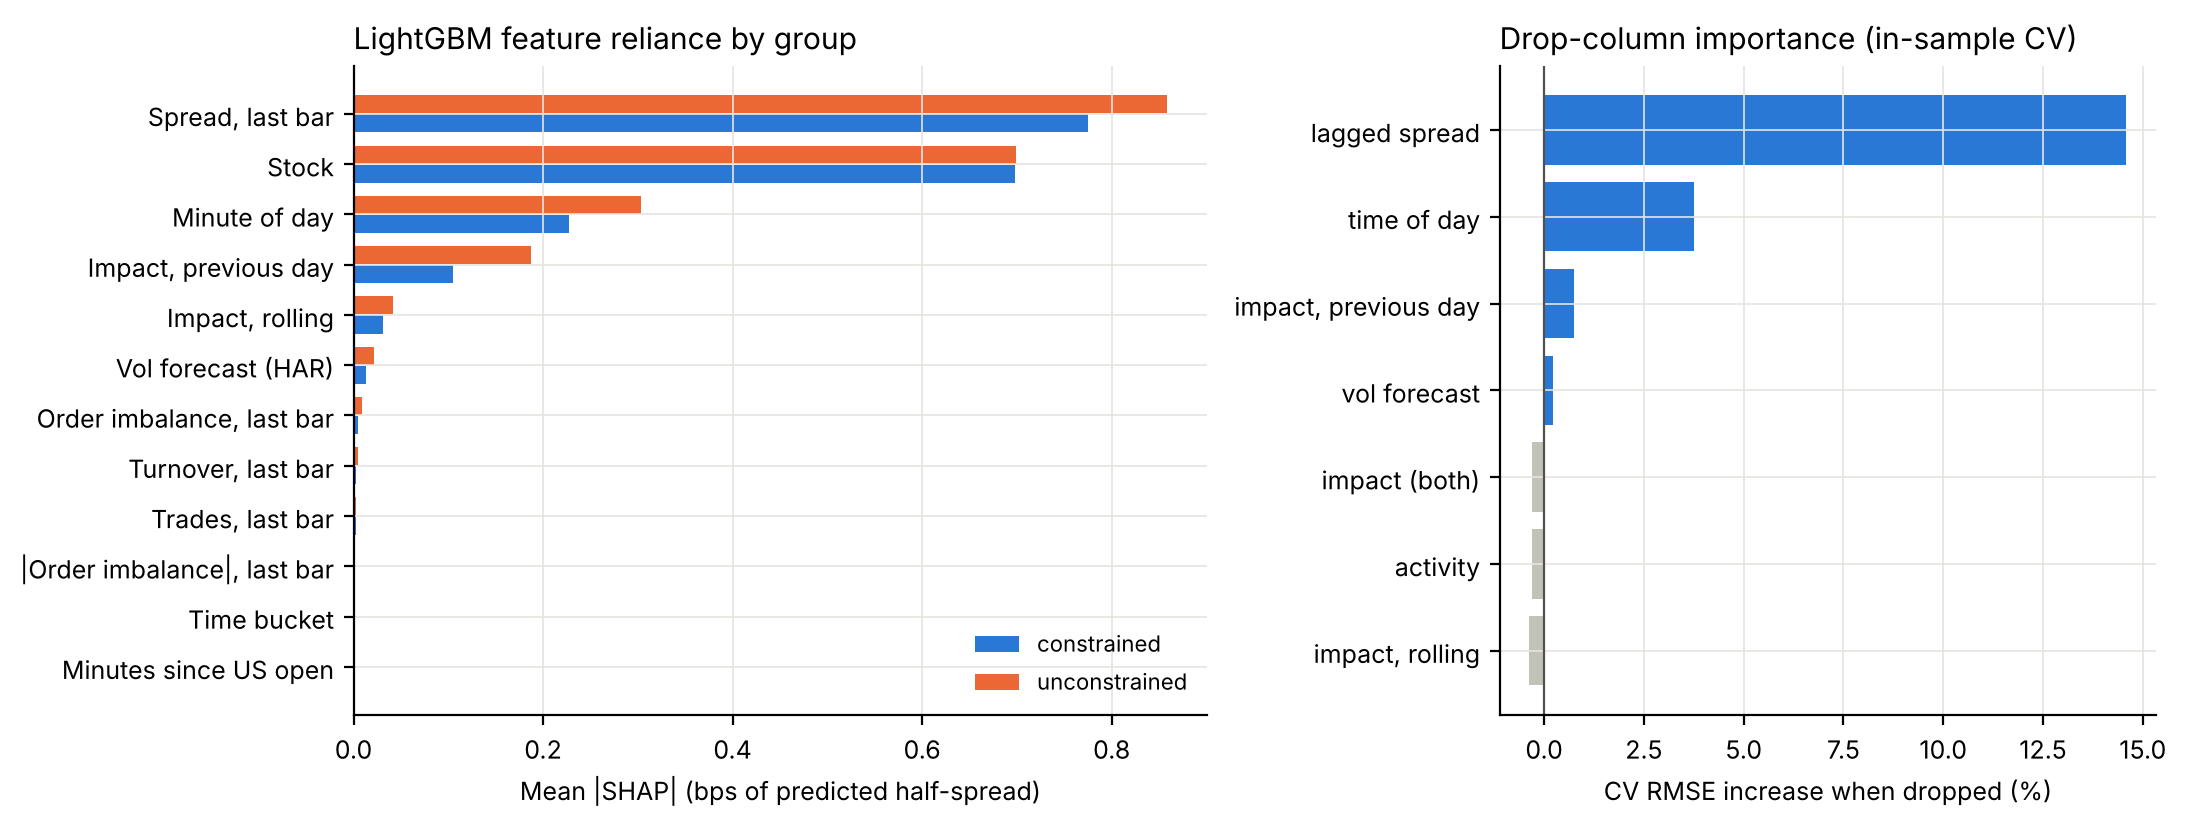 LightGBM feature reliance by group
Spread, last bar
Stock
Minute of day
Impact, previous day
Impact, rolling
Vol forecast (HAR)
Order imbalance, last bar
Turnover, last bar
Trades, last bar
|Order imbalance|, last bar
Time bucket
Minutes since US open
constrained
unconstrained
0.0 0.2 0.4 0.6 0.8
Mean |SHAP| (bps of predicted half-spread)
Drop-column importance (in-sample CV)
lagged spread
time of day
impact, previous day
vol forecast
impact (both)
activity
impact, rolling
0.0 2.5 5.0 7.5 10.0 12.5 15.0
CV RMSE increase when dropped (%)